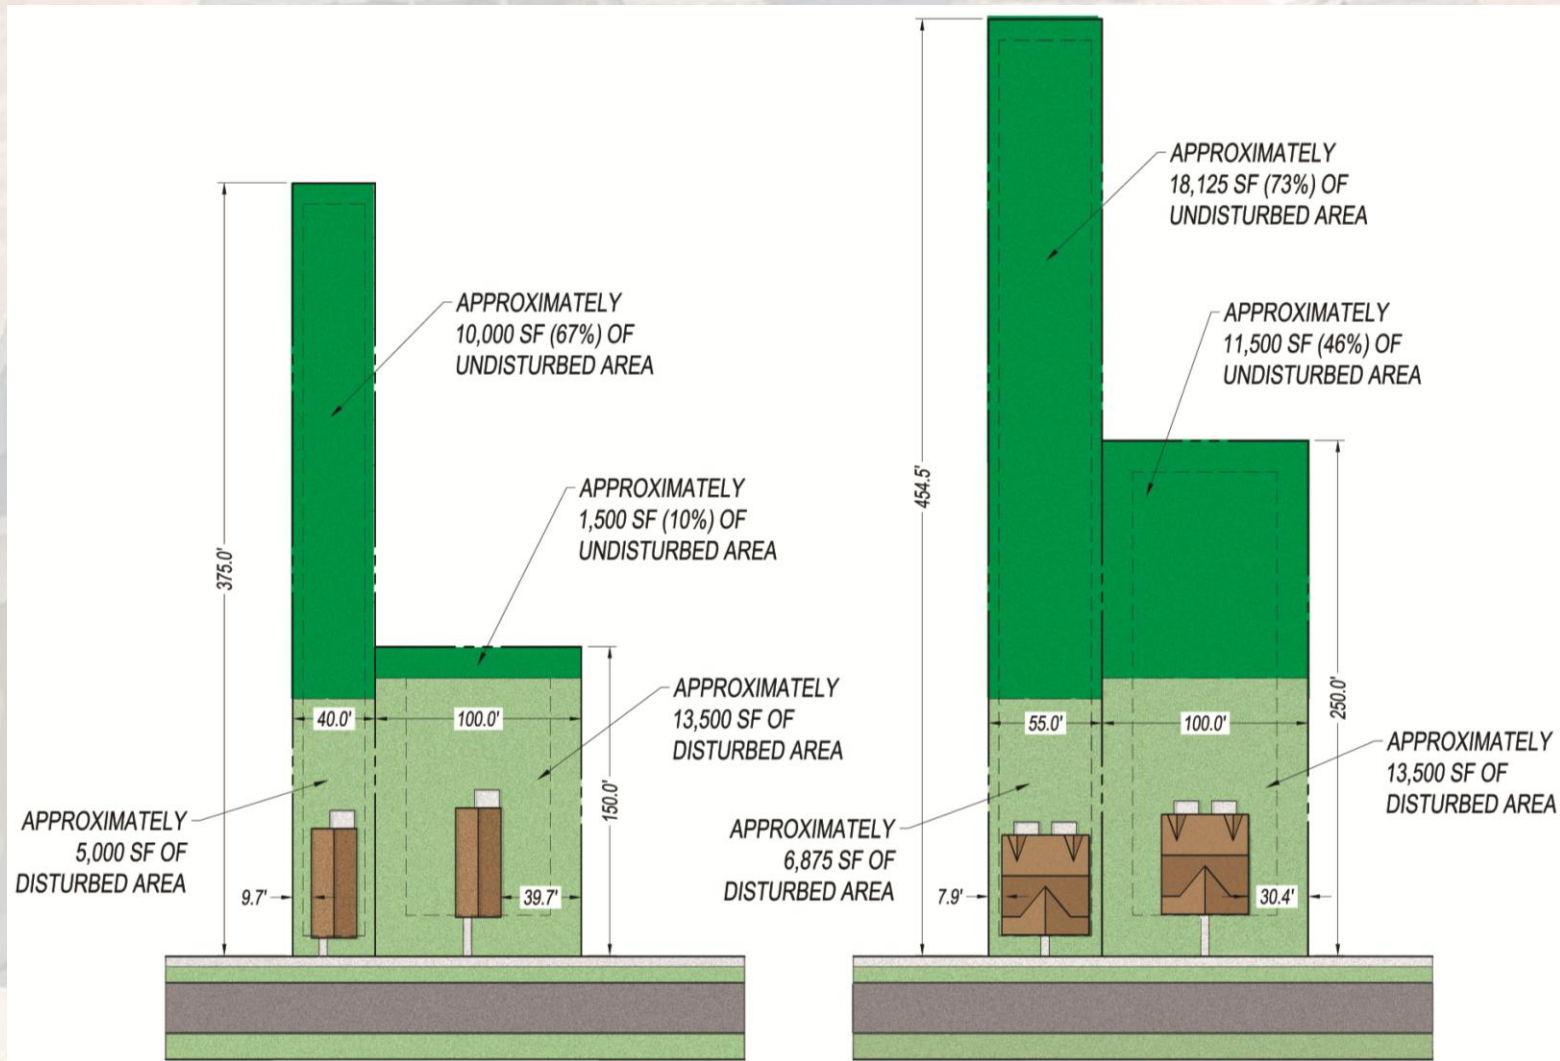 APPROXIMATELY
10,000 SF (67%) OF
UNDISTURBED AREA
APPROXIMATELY
1,500 SF (10%) OF
UNDISTURBED AREA
375.0'
40.0'
100.0'
APPROXIMATELY
13,500 SF OF
DISTURBED AREA
150.0'
APPROXIMATELY
5,000 SF OF
DISTURBED AREA
9.7'
39.7'
APPROXIMATELY
18,125 SF (73%) OF
UNDISTURBED AREA
APPROXIMATELY
11,500 SF (46%) OF
UNDISTURBED AREA
454.5'
55.0'
100.0'
250.0'
APPROXIMATELY
13,500 SF OF
DISTURBED AREA
APPROXIMATELY
6,875 SF OF
DISTURBED AREA
7.9'
30.4'